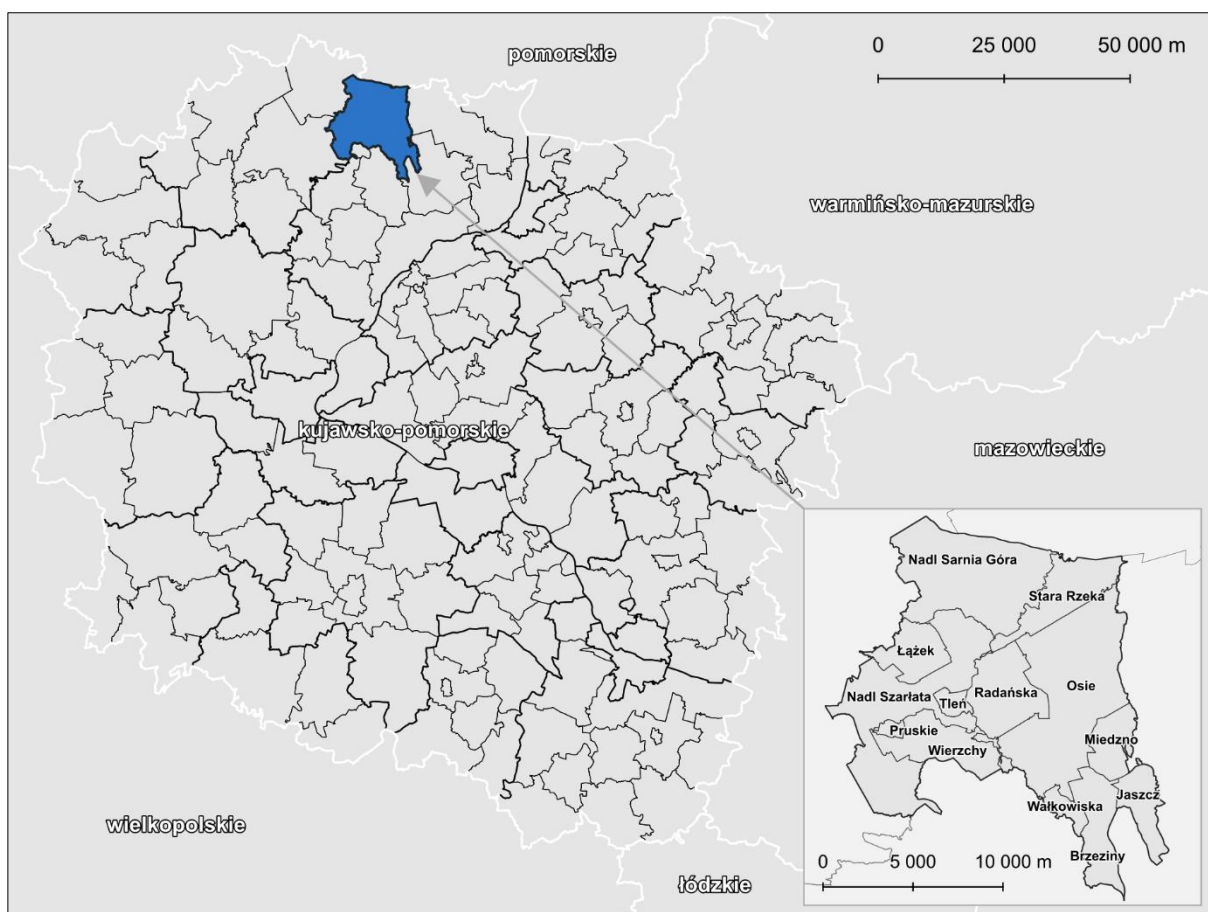 pomorskie
0 25 000 50 000 m
warmińsko-mazurskie
kujawsko-pomorskie
mazowieckie
wielkopolskie
łódzkie
Nadl Sarnia Góra
Stara Rzeka
Łążek
Nadl Szarłata
Tleń
Radańska
Osie
Pruskie
Wierzchy
Miedzno
Wałkowiska
Jaszcz
Brzeziny
0 5 000 10 000 m